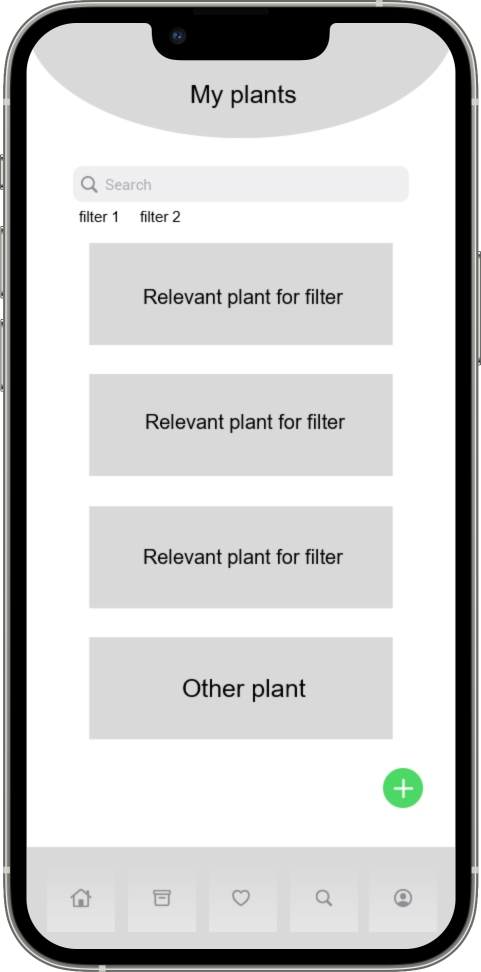 My plants
Search
filter 1 filter 2
Relevant plant for filter
Relevant plant for filter
Relevant plant for filter
Other plant